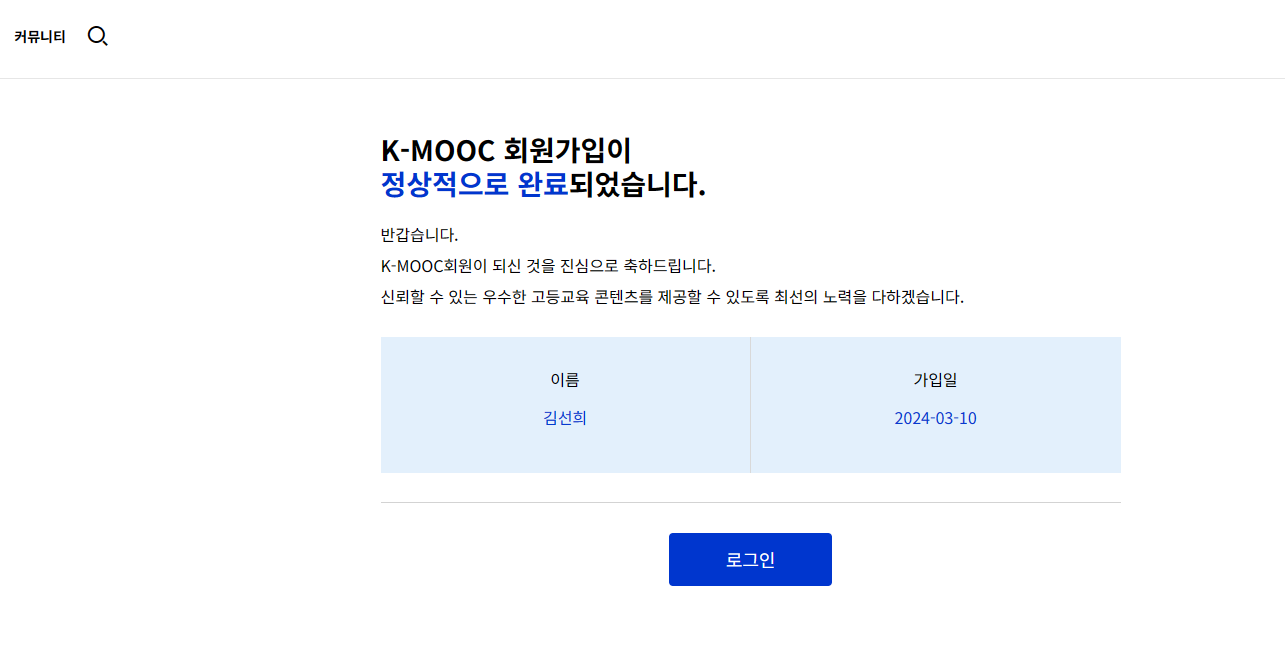 커뮤니티
K-MOOC 회원가입이
정상적으로 완료되었습니다.
반갑습니다.
K-MOOC회원이 되신 것을 진심으로 축하드립니다.
신뢰할 수 있는 우수한 고등교육 콘텐츠를 제공할 수 있도록 최선의 노력을 다하겠습니다.
이름
김선희
가입일
2024-03-10
로그인